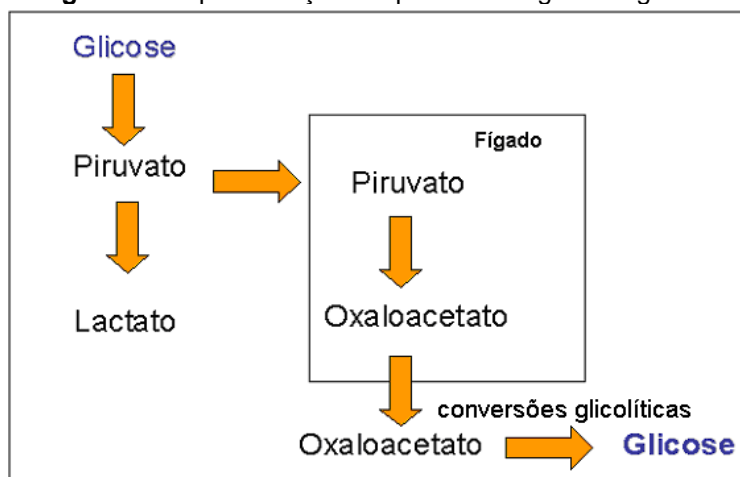 Glicose
Fígado
Piruvato
Piruvato
Lactato
Oxaloacetato
conversões glicolíticas
Oxaloacetato
Glicose